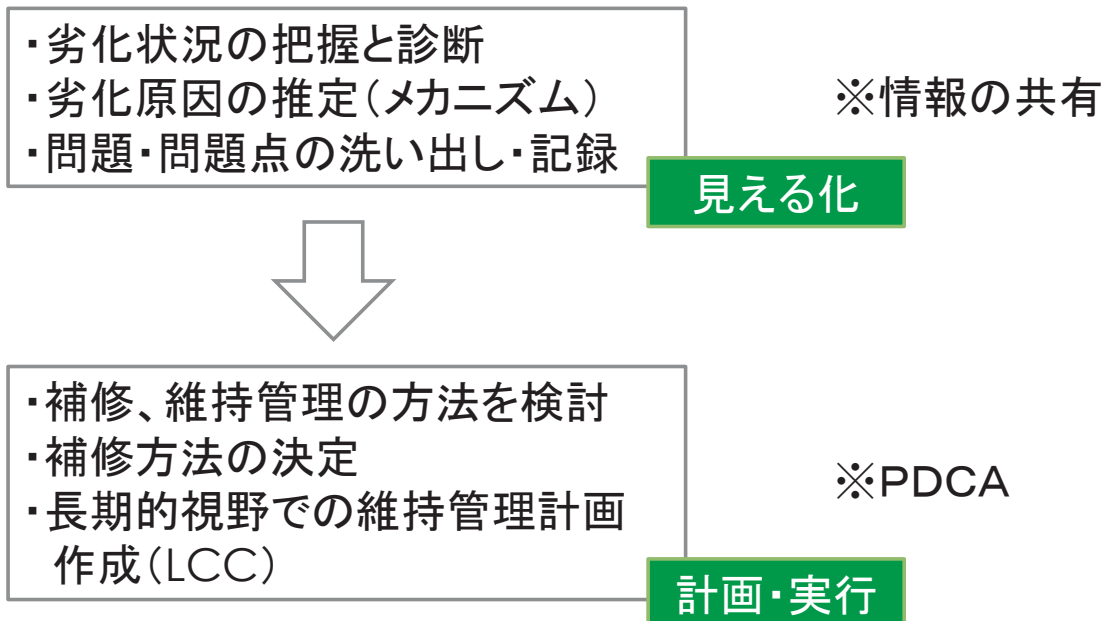 ・劣化状況の把握と診断
・劣化原因の推定（メカニズム）
※情報の共有
・問題・問題点の洗い出し・記録
見える化
・補修、維持管理の方法を検討
・補修方法の決定
※PDCA
・長期的視野での維持管理計画
作成（LCC）
計画・実行